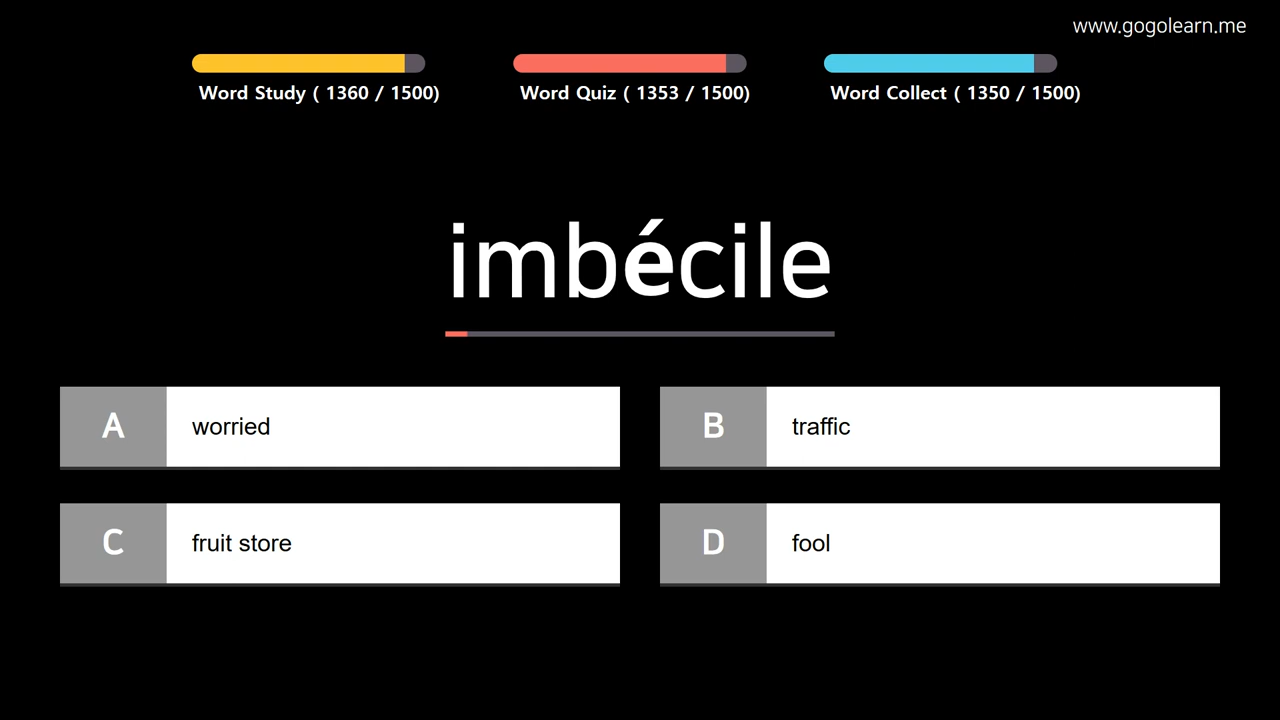 www.gogolearn.me
Word Study ( 1360 / 1500)
Word Quiz ( 1353 / 1500)
Word Collect ( 1350 / 1500)
imbécile
A worried
B traffic
C fruit store
D fool